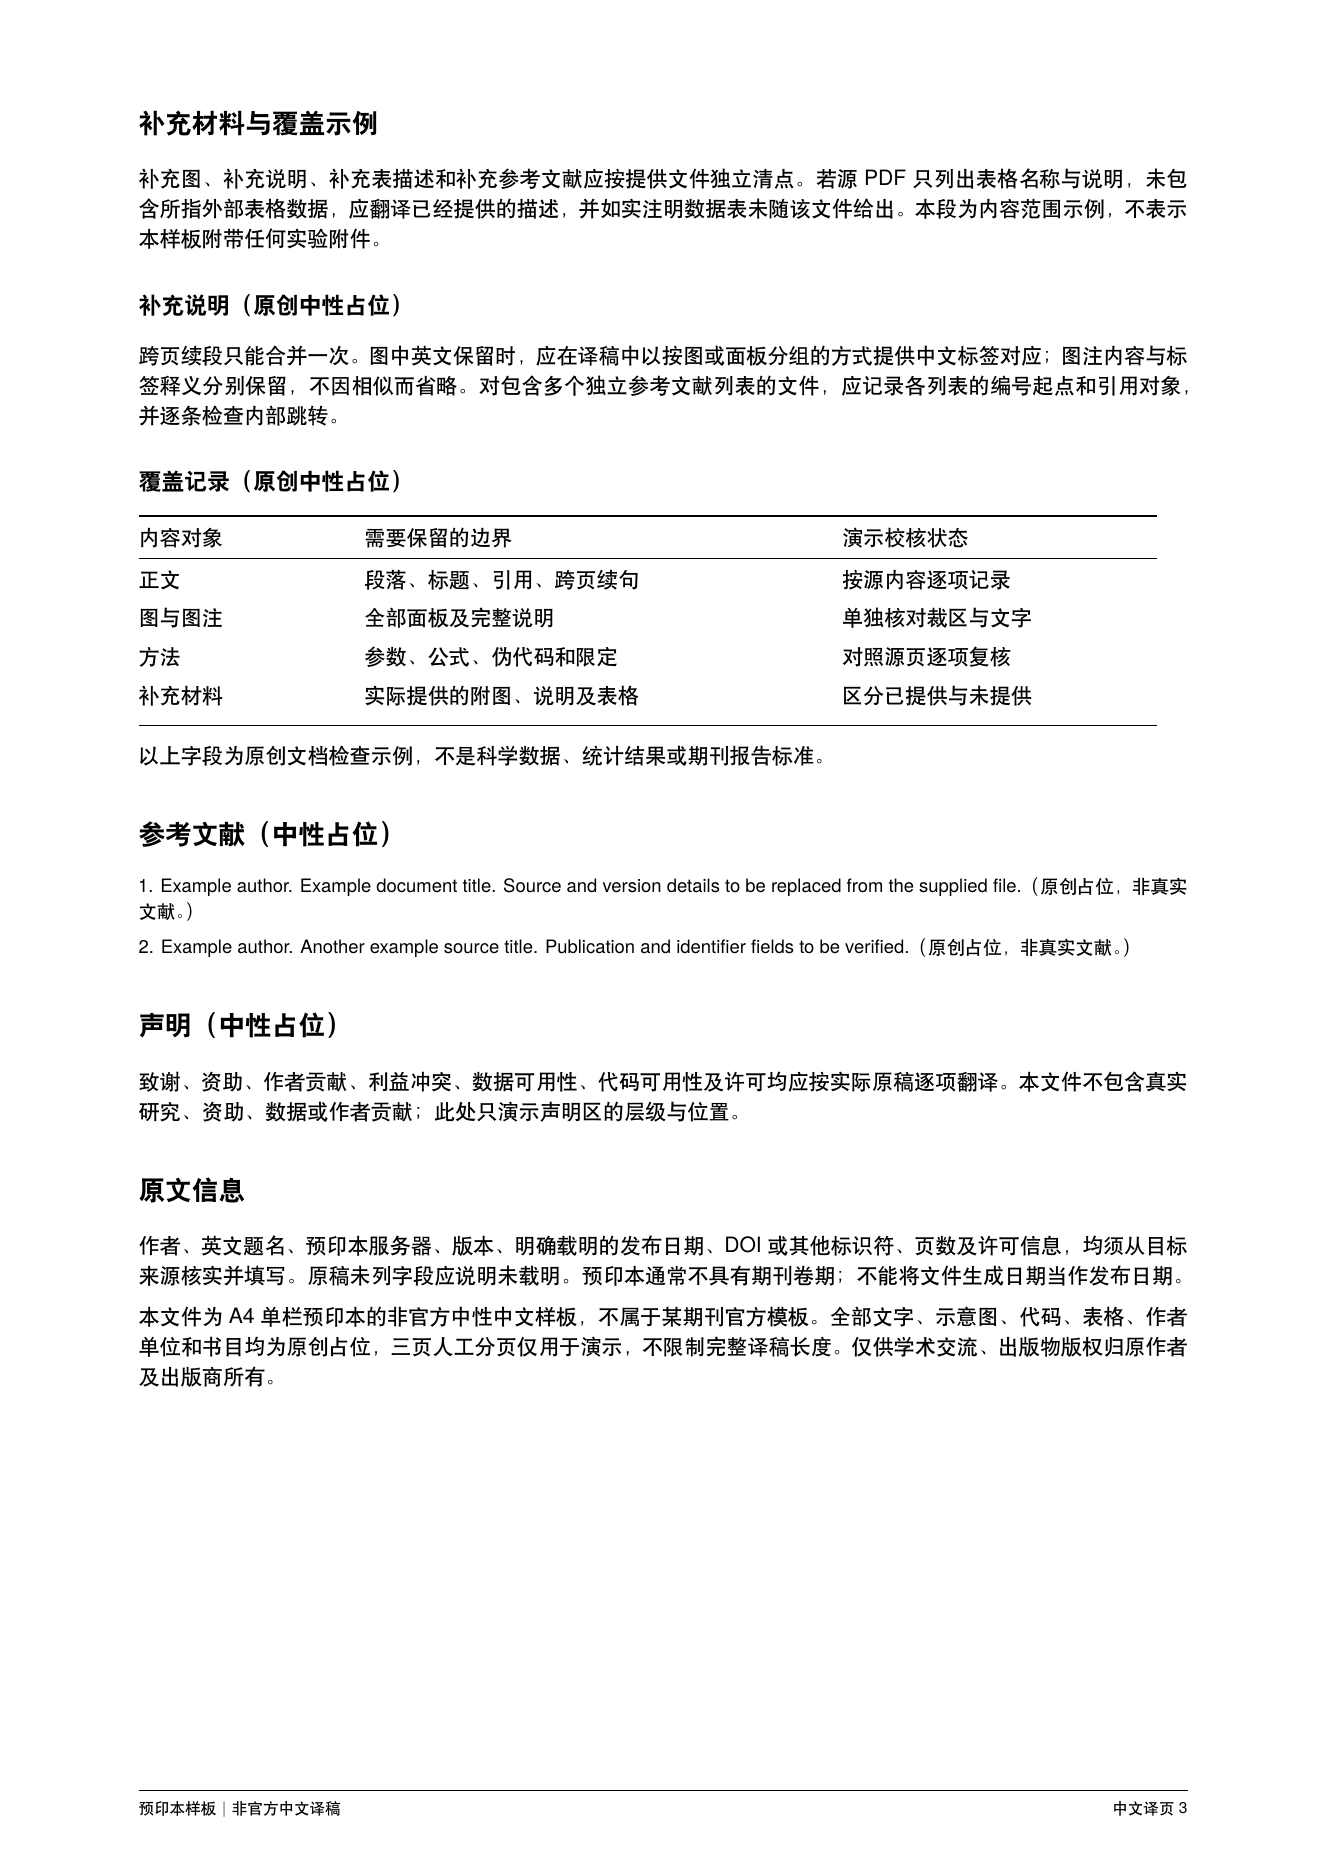 补充材料与覆盖示例
补充图、补充说明、补充表描述和补充参考文献应按提供文件独立清点。若源 PDF 只列出表格名称与说明，未包
含所指外部表格数据，应翻译已经提供的描述，并如实注明数据表未随该文件给出。本段为内容范围示例，不表示
本样板附带任何实验附件。
补充说明（原创中性占位）
跨页续段只能合并一次。图中英文保留时，应在译稿中以按图或面板分组的方式提供中文标签对应；图注内容与标
签释义分别保留，不因相似而省略。对包含多个独立参考文献列表的文件，应记录各列表的编号起点和引用对象，
并逐条检查内部跳转。
覆盖记录（原创中性占位）
内容对象 需要保留的边界 演示校核状态
正文 段落、标题、引用、跨页续句 按源内容逐项记录
图与图注 全部面板及完整说明 单独核对裁区与文字
方法 参数、公式、伪代码和限定 对照源页逐项复核
补充材料 实际提供的附图、说明及表格 区分已提供与未提供
以上字段为原创文档检查示例，不是科学数据、统计结果或期刊报告标准。
参考文献（中性占位）
1. Example author. Example document title. Source and version details to be replaced from the supplied file.（原创占位，非真实
文献。）
2. Example author. Another example source title. Publication and identifier fields to be verified.（原创占位，非真实文献。）
声明（中性占位）
致谢、资助、作者贡献、利益冲突、数据可用性、代码可用性及许可均应按实际原稿逐项翻译。本文件不包含真实
研究、资助、数据或作者贡献；此处只演示声明区的层级与位置。
原文信息
作者、英文题名、预印本服务器、版本、明确载明的发布日期、DOI 或其他标识符、页数及许可信息，均须从目标
来源核实并填写。原稿未列字段应说明未载明。预印本通常不具有期刊卷期；不能将文件生成日期当作发布日期。
本文件为 A4 单栏预印本的非官方中性中文样板，不属于某期刊官方模板。全部文字、示意图、代码、表格、作者
单位和书目均为原创占位，三页人工分页仅用于演示，不限制完整译稿长度。仅供学术交流、出版物版权归原作者
及出版商所有。
预印本样板｜非官方中文译稿 中文译页 3